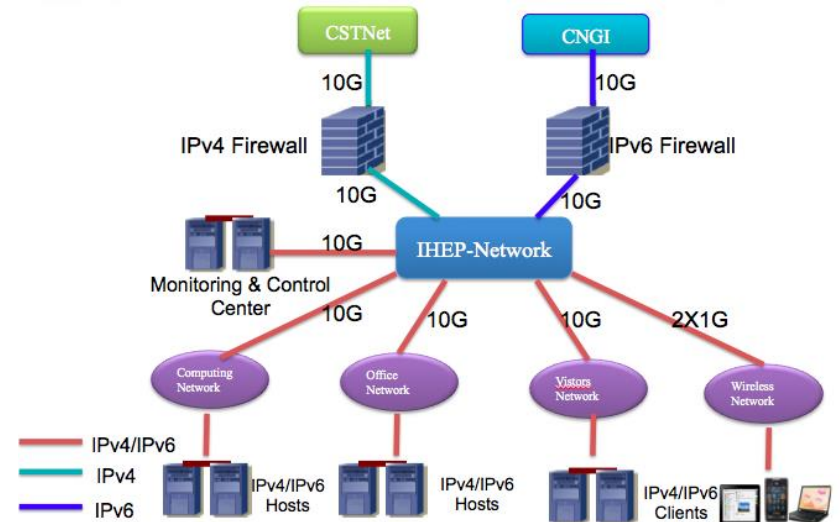 CSTNet
CNGI
10G
10G
IPv4 Firewall
IPv6 Firewall
10G
10G
10G
IHEP-Network
Monitoring & Control
Center
10G
10G
10G
2X1G
Computing
Network
Office
Network
Vistors
Network
Wireless
Network
IPv4/IPv6
IPv4
IPv6
IPv4/IPv6
Hosts
IPv4/IPv6
Hosts
IPv4/IPv6
Clients